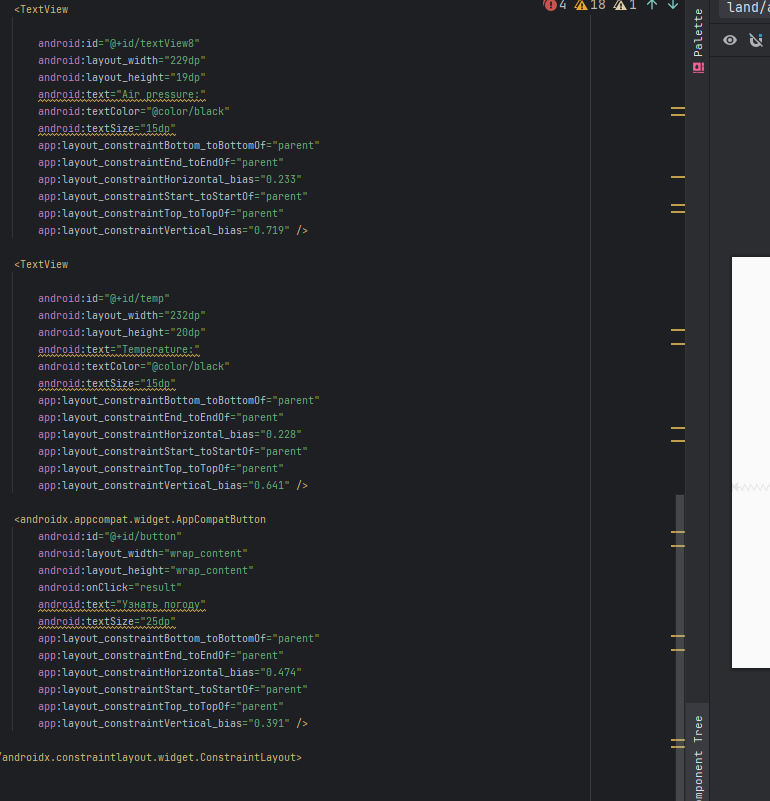 <TextView
4 18 1
land/a
Palette
android:id="@+id/textView8"
android:layout_width="229dp"
android:layout_height="19dp"
android:text="Air pressure:"
android:textColor="@color/black"
android:textSize="15dp"
app:layout_constraintBottom_toBottomOf="parent"
app:layout_constraintEnd_toEndOf="parent"
app:layout_constraintHorizontal_bias="0.233"
app:layout_constraintStart_toStartOf="parent"
app:layout_constraintTop_toTopOf="parent"
app:layout_constraintVertical_bias="0.719" />
<TextView
android:id="@+id/temp"
android:layout_width="232dp"
android:layout_height="20dp"
android:text="Temperature:"
android:textColor="@color/black"
android:textSize="15dp"
app:layout_constraintBottom_toBottomOf="parent"
app:layout_constraintEnd_toEndOf="parent"
app:layout_constraintHorizontal_bias="0.228"
app:layout_constraintStart_toStartOf="parent"
app:layout_constraintTop_toTopOf="parent"
app:layout_constraintVertical_bias="0.641" />
<androidx.appcompat.widget.AppCompatButton
android:id="@+id/button"
android:layout_width="wrap_content"
android:layout_height="wrap_content"
android:onClick="result"
android:text="Узнать погоду"
android:textSize="25dp"
app:layout_constraintBottom_toBottomOf="parent"
app:layout_constraintEnd_toEndOf="parent"
app:layout_constraintHorizontal_bias="0.474"
app:layout_constraintStart_toStartOf="parent"
app:layout_constraintTop_toTopOf="parent"
app:layout_constraintVertical_bias="0.391" />
/androidx.constraintlayout.widget.ConstraintLayout>
mponent Tree